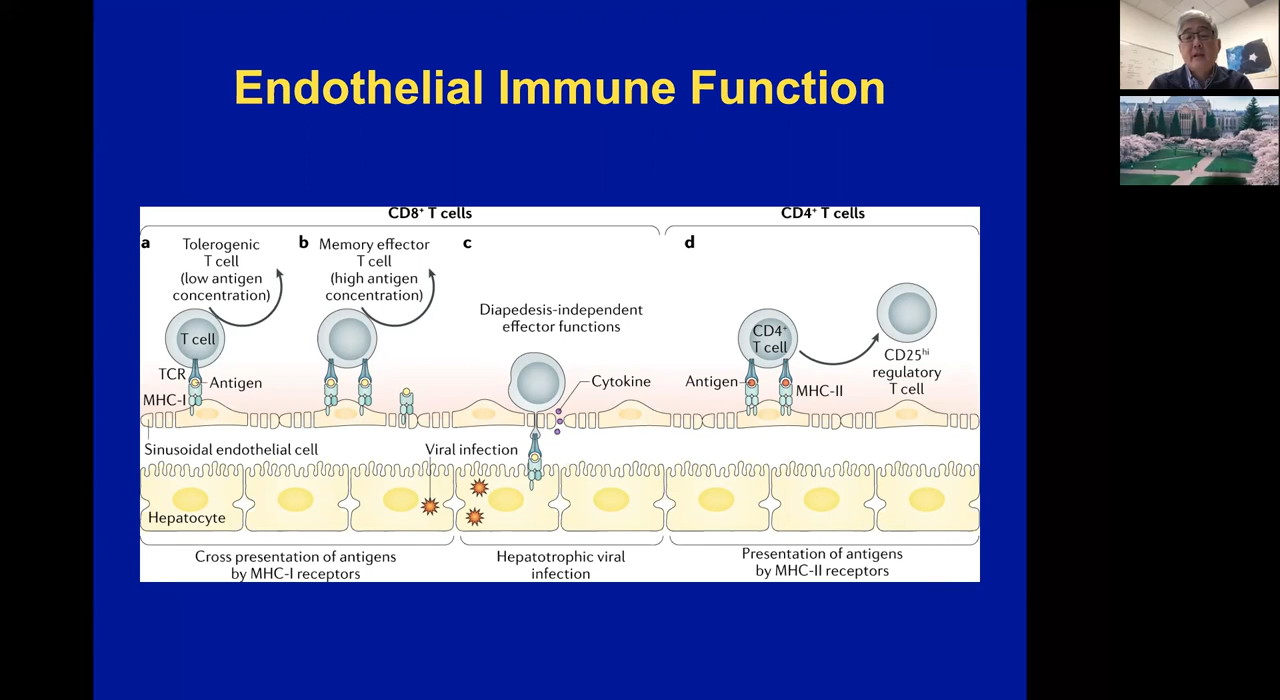 Endothelial Immune Function
CD8⁺ T cells
CD4⁺ T cells
a
Tolerogenic
T cell
(low antigen
concentration)
b
Memory effector
T cell
(high antigen
concentration)
c
Diapedesis-independent
effector functions
d
T cell
TCR
Antigen
MHC-I
Cytokine
CD4⁺
T cell
Antigen
MHC-II
CD25ʰⁱ
regulatory
T cell
Sinusoidal endothelial cell
Viral infection
Hepatocyte
Cross presentation of antigens
by MHC-I receptors
Hepatotrophic viral
infection
Presentation of antigens
by MHC-II receptors